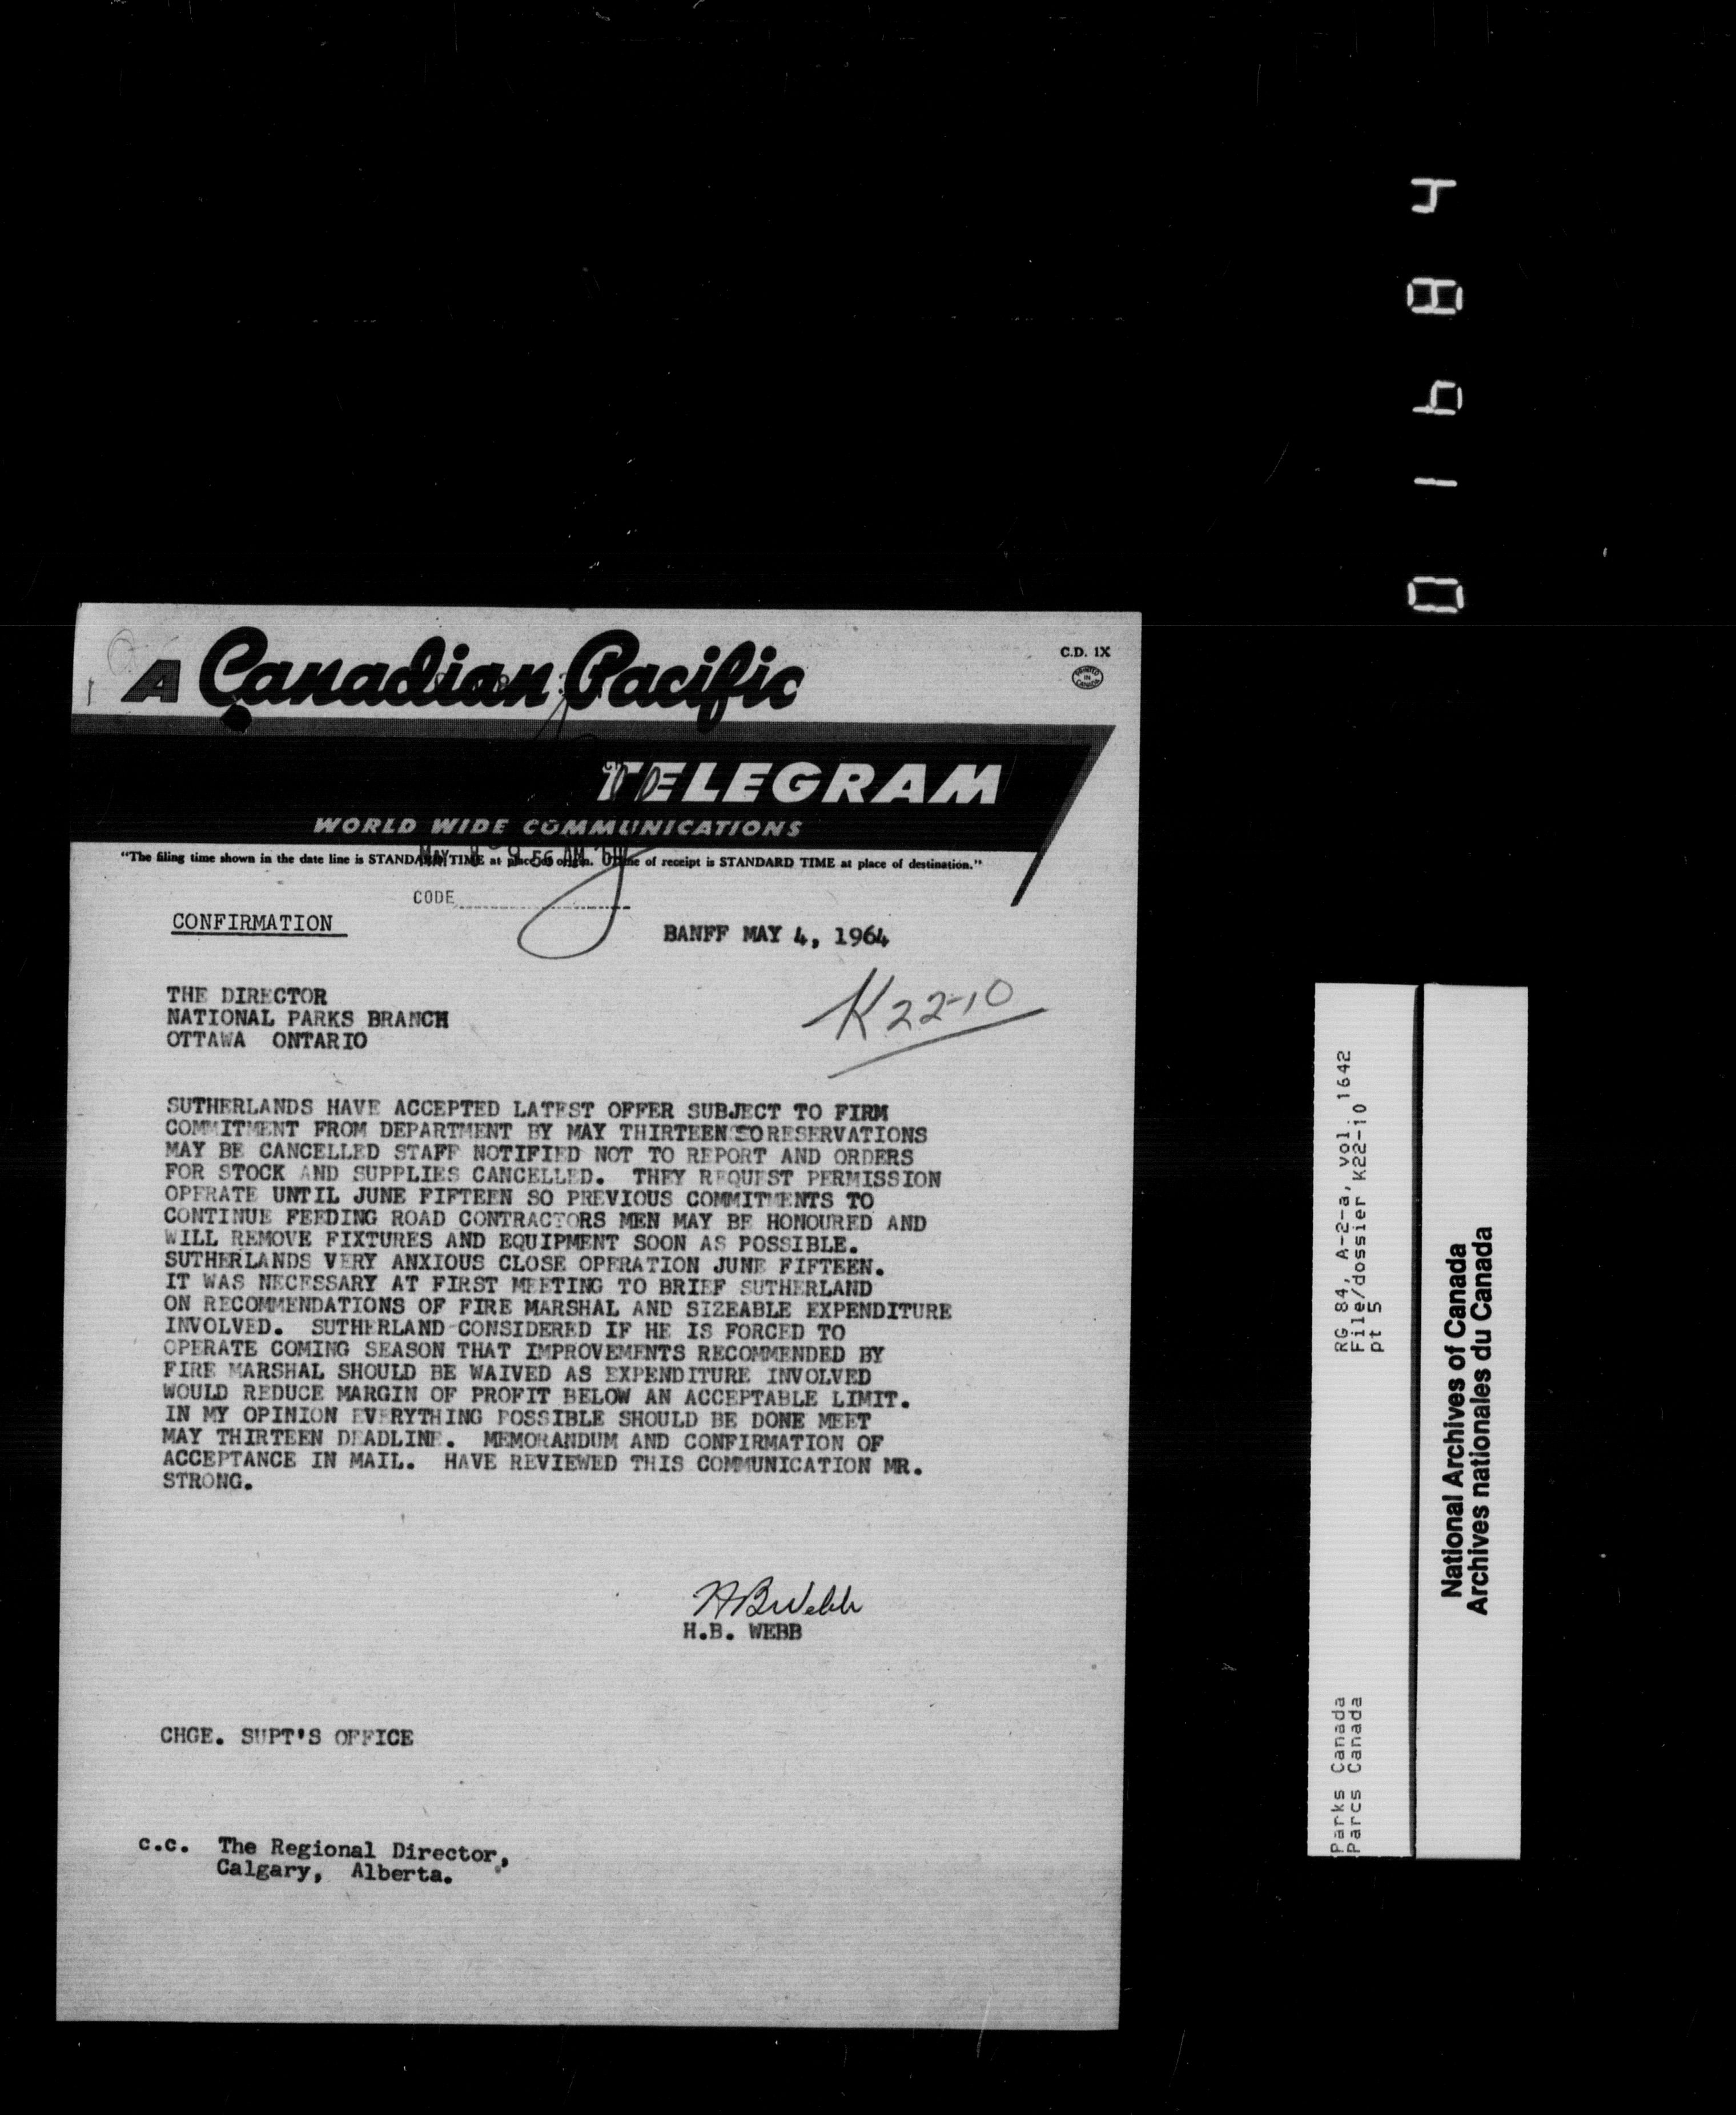 A Canadian Pacific
C.D. 1X
PRINTED IN CANADA
TELEGRAM
WORLD WIDE COMMUNICATIONS
"The filing time shown in the date line is STANDARD TIME at place of origin. Time of receipt is STANDARD TIME at place of destination."
CODE
CONFIRMATION
BANFF MAY 4, 1964
K22-10
THE DIRECTOR
NATIONAL PARKS BRANCH
OTTAWA ONTARIO
SUTHERLANDS HAVE ACCEPTED LATEST OFFER SUBJECT TO FIRM
COMMITMENT FROM DEPARTMENT BY MAY THIRTEEN SO RESERVATIONS
MAY BE CANCELLED STAFF NOTIFIED NOT TO REPORT AND ORDERS
FOR STOCK AND SUPPLIES CANCELLED. THEY REQUEST PERMISSION
OPERATE UNTIL JUNE FIFTEEN SO PREVIOUS COMMITMENTS TO
CONTINUE FEEDING ROAD CONTRACTORS MEN MAY BE HONOURED AND
WILL REMOVE FIXTURES AND EQUIPMENT SOON AS POSSIBLE.
SUTHERLANDS VERY ANXIOUS CLOSE OPERATION JUNE FIFTEEN.
IT WAS NECESSARY AT FIRST MEETING TO BRIEF SUTHERLAND
ON RECOMMENDATIONS OF FIRE MARSHAL AND SIZEABLE EXPENDITURE
INVOLVED. SUTHERLAND CONSIDERED IF HE IS FORCED TO
OPERATE COMING SEASON THAT IMPROVEMENTS RECOMMENDED BY
FIRE MARSHAL SHOULD BE WAIVED AS EXPENDITURE INVOLVED
WOULD REDUCE MARGIN OF PROFIT BELOW AN ACCEPTABLE LIMIT.
IN MY OPINION EVERYTHING POSSIBLE SHOULD BE DONE MEET
MAY THIRTEEN DEADLINE. MEMORANDUM AND CONFIRMATION OF
ACCEPTANCE IN MAIL. HAVE REVIEWED THIS COMMUNICATION MR.
STRONG.
HBWebb
H.B. WEBB
CHGE. SUPT'S OFFICE
c.c. The Regional Director,
Calgary, Alberta.
Parks Canada
Parcs Canada
RG 84, A-2-a, vol. 1642
File/dossier K22-10
pt 5
National Archives of Canada
Archives nationales du Canada